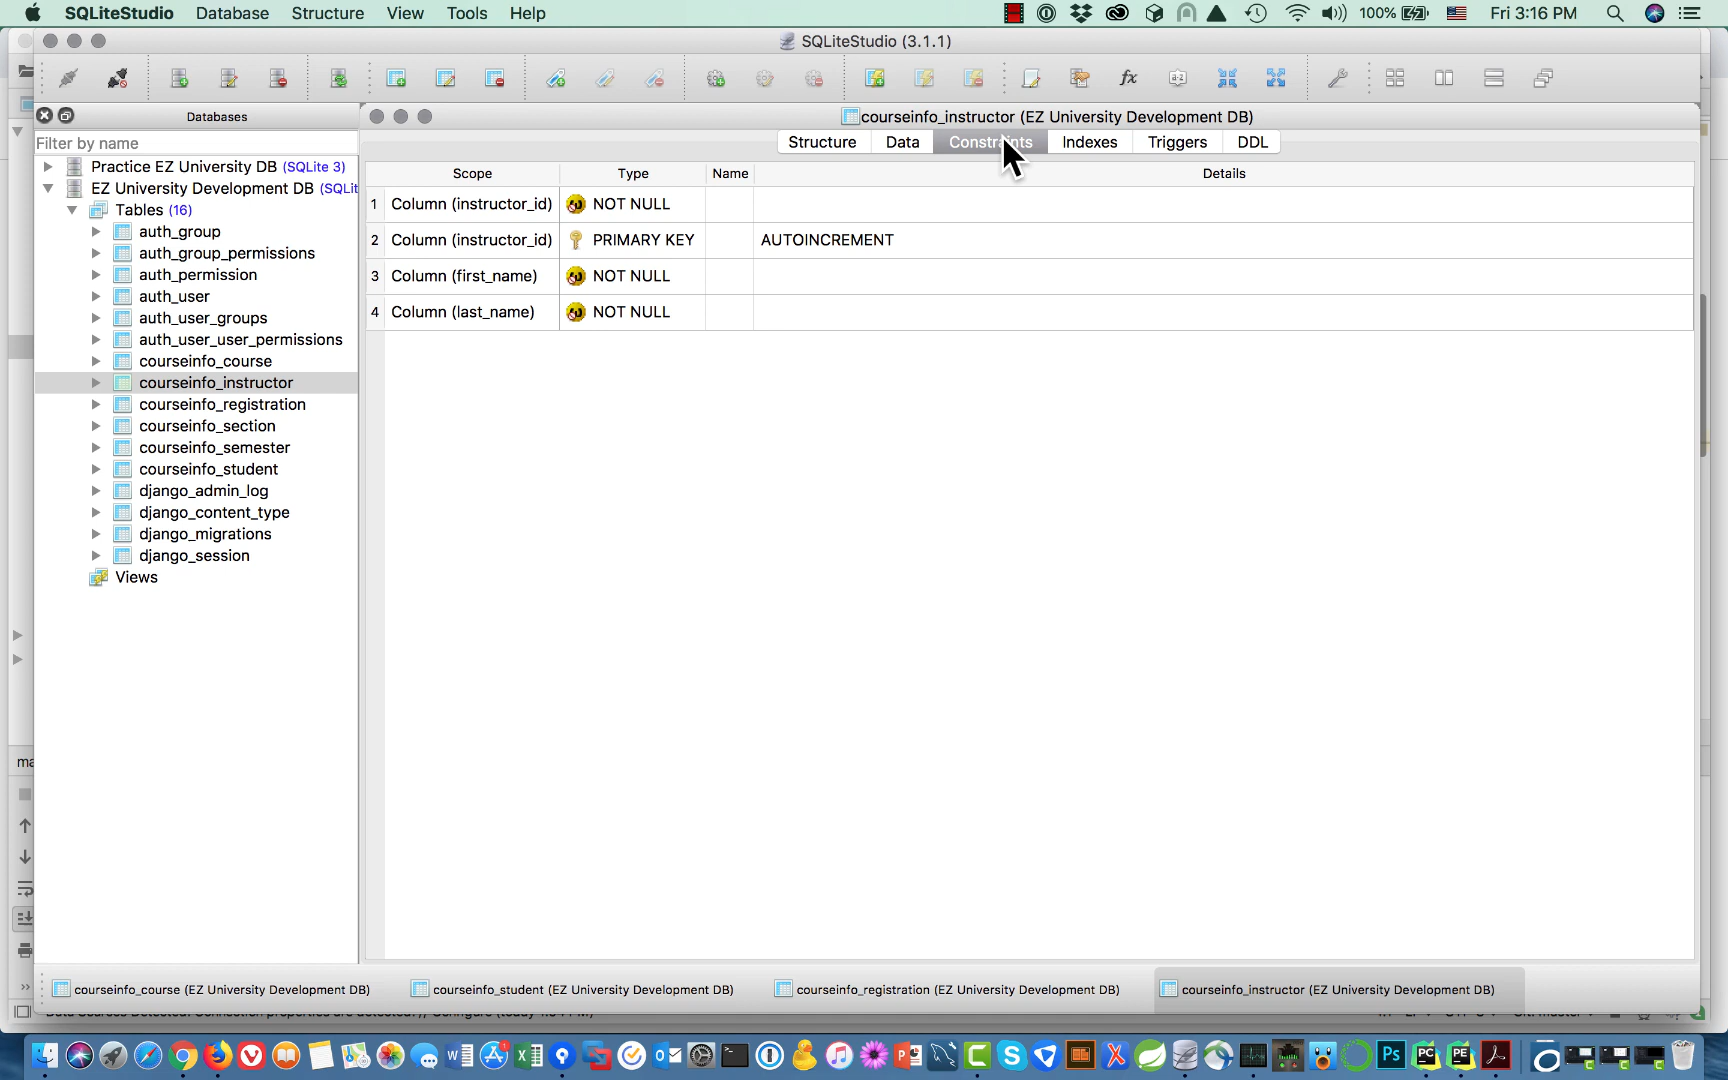 SQLiteStudio Database Structure View Tools Help 100% Fri 3:16 PM
SQLiteStudio (3.1.1)
Databases
courseinfo_instructor (EZ University Development DB)
Filter by name
Structure Data Constraints Indexes Triggers DDL
Practice EZ University DB (SQLite 3)
EZ University Development DB (SQLit
Tables (16)
auth_group
auth_group_permissions
auth_permission
auth_user
auth_user_groups
auth_user_user_permissions
courseinfo_course
courseinfo_instructor
courseinfo_registration
courseinfo_section
courseinfo_semester
courseinfo_student
django_admin_log
django_content_type
django_migrations
django_session
Views
Scope Type Name Details
1 Column (instructor_id) NOT NULL
2 Column (instructor_id) PRIMARY KEY AUTOINCREMENT
3 Column (first_name) NOT NULL
4 Column (last_name) NOT NULL
ma
courseinfo_course (EZ University Development DB) courseinfo_student (EZ University Development DB) courseinfo_registration (EZ University Development DB) courseinfo_instructor (EZ University Development DB)